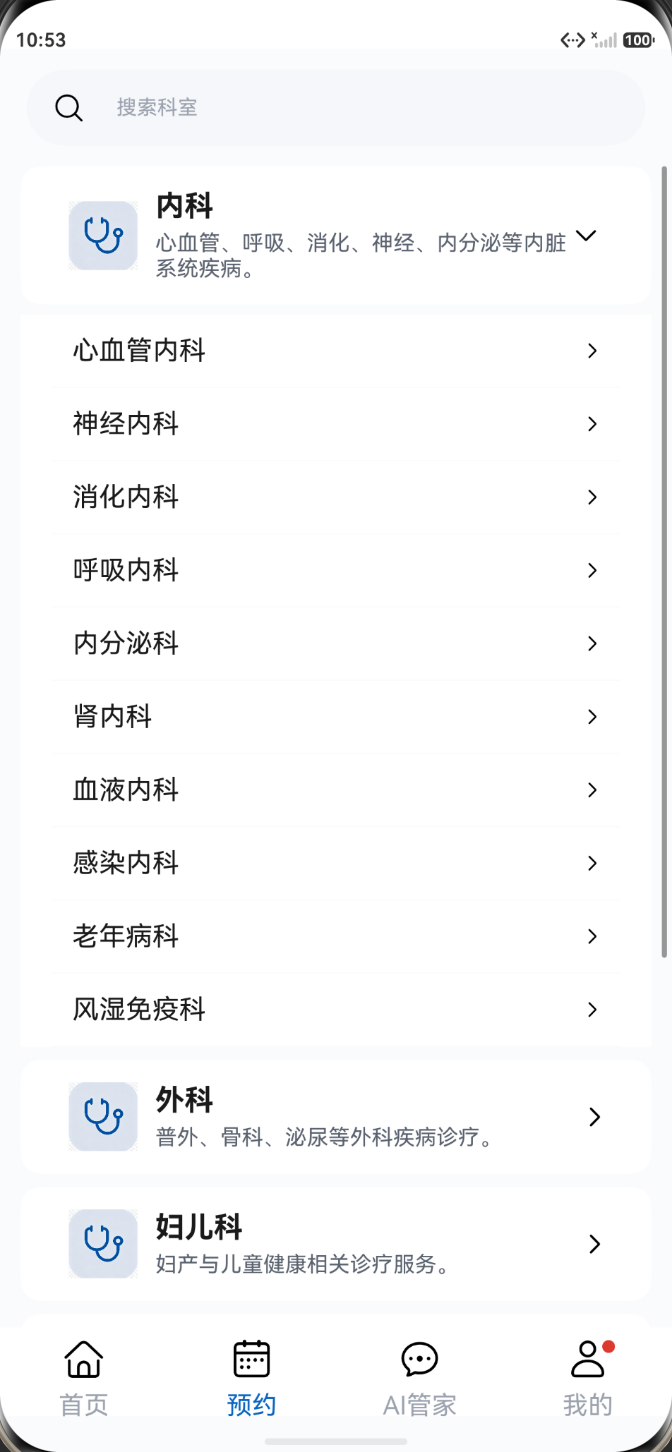 10:53
100
搜索科室
内科
心血管、呼吸、消化、神经、内分泌等内脏
系统疾病。
心血管内科
神经内科
消化内科
呼吸内科
内分泌科
肾内科
血液内科
感染内科
老年病科
风湿免疫科
外科
普外、骨科、泌尿等外科疾病诊疗。
妇儿科
妇产与儿童健康相关诊疗服务。
首页
预约
AI管家
我的